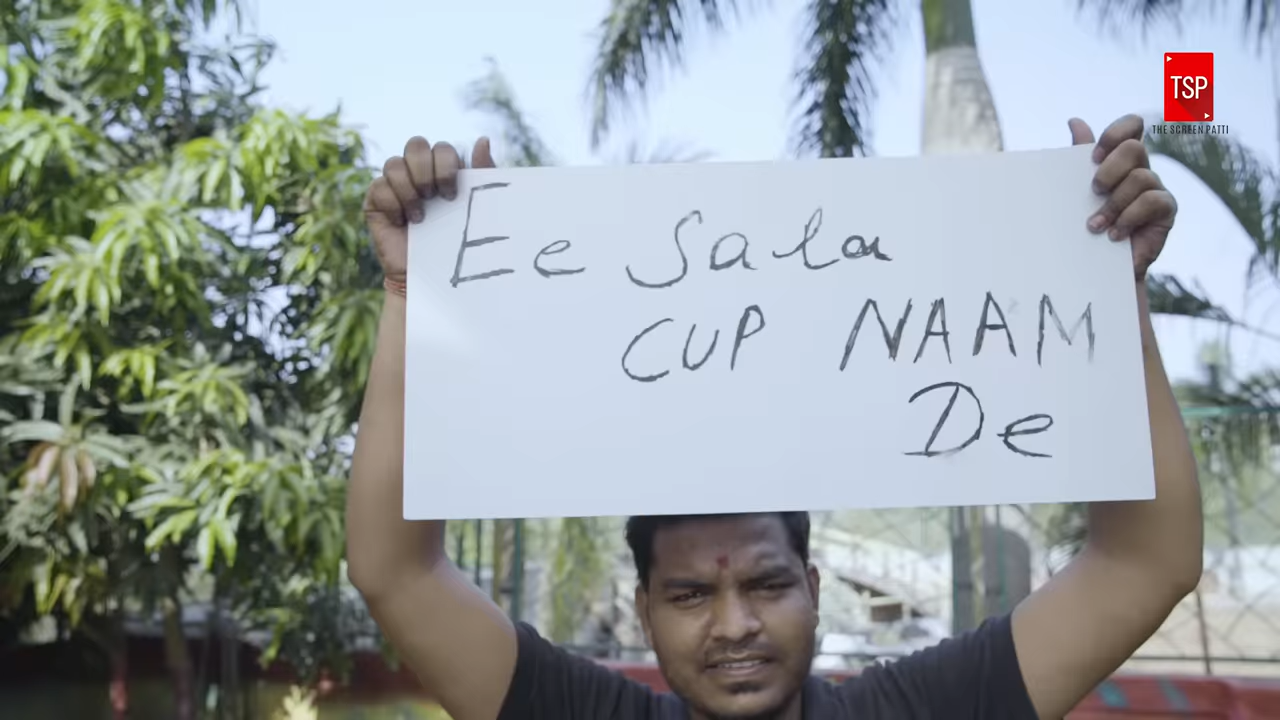 TSP
THE SCREEN PATTI
Ee Sala
CUP NAAM
De